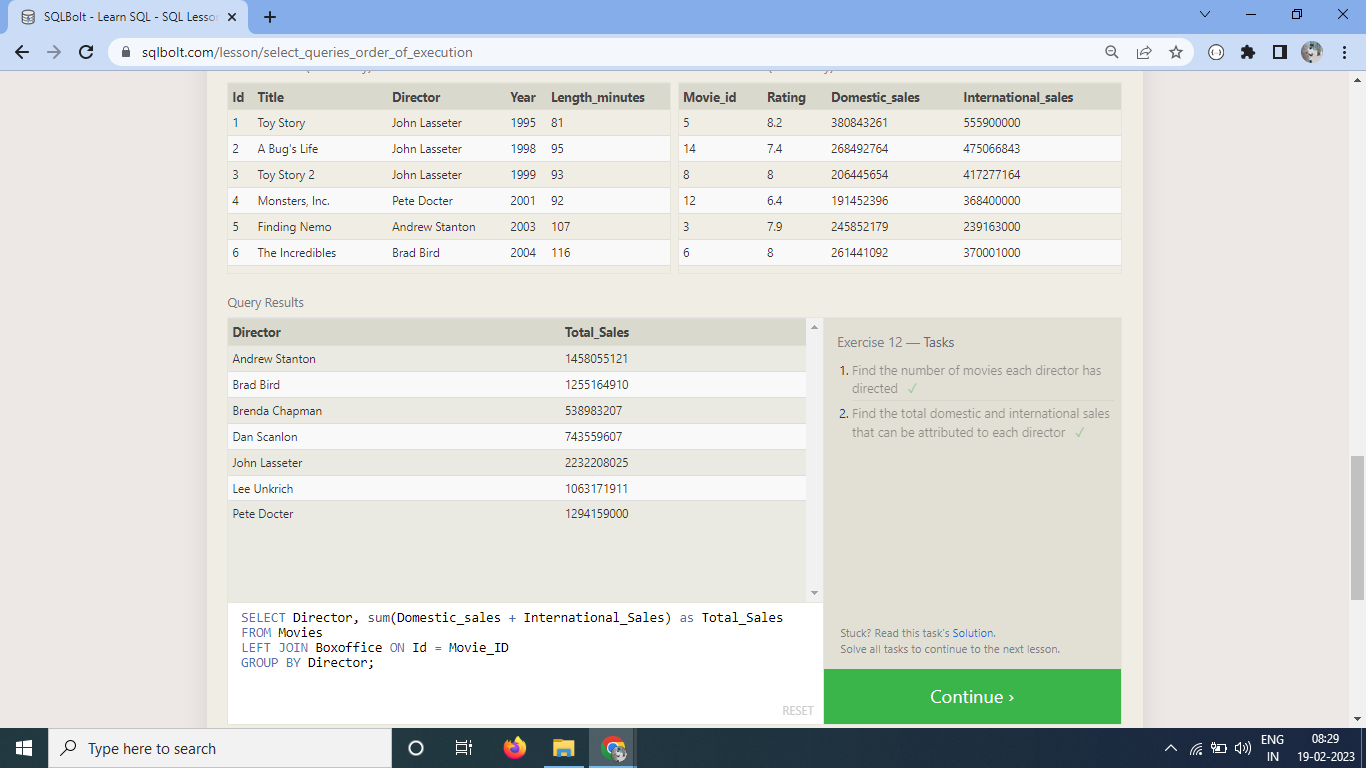 SQLBolt - Learn SQL - SQL Lesson
sqlbolt.com/lesson/select_queries_order_of_execution
Id Title Director Year Length_minutes
1 Toy Story John Lasseter 1995 81
2 A Bug's Life John Lasseter 1998 95
3 Toy Story 2 John Lasseter 1999 93
4 Monsters, Inc. Pete Docter 2001 92
5 Finding Nemo Andrew Stanton 2003 107
6 The Incredibles Brad Bird 2004 116
Movie_id Rating Domestic_sales International_sales
5 8.2 380843261 555900000
14 7.4 268492764 475066843
8 8 206445654 417277164
12 6.4 191452396 368400000
3 7.9 245852179 239163000
6 8 261441092 370001000
Query Results
Director Total_Sales
Andrew Stanton 1458055121
Brad Bird 1255164910
Brenda Chapman 538983207
Dan Scanlon 743559607
John Lasseter 2232208025
Lee Unkrich 1063171911
Pete Docter 1294159000
SELECT Director, sum(Domestic_sales + International_Sales) as Total_Sales
FROM Movies
LEFT JOIN Boxoffice ON Id = Movie_ID
GROUP BY Director;
RESET
Exercise 12 — Tasks
1. Find the number of movies each director has
directed ✓
2. Find the total domestic and international sales
that can be attributed to each director ✓
Stuck? Read this task's Solution.
Solve all tasks to continue to the next lesson.
Continue ›
Type here to search
ENG
IN
08:29
19-02-2023